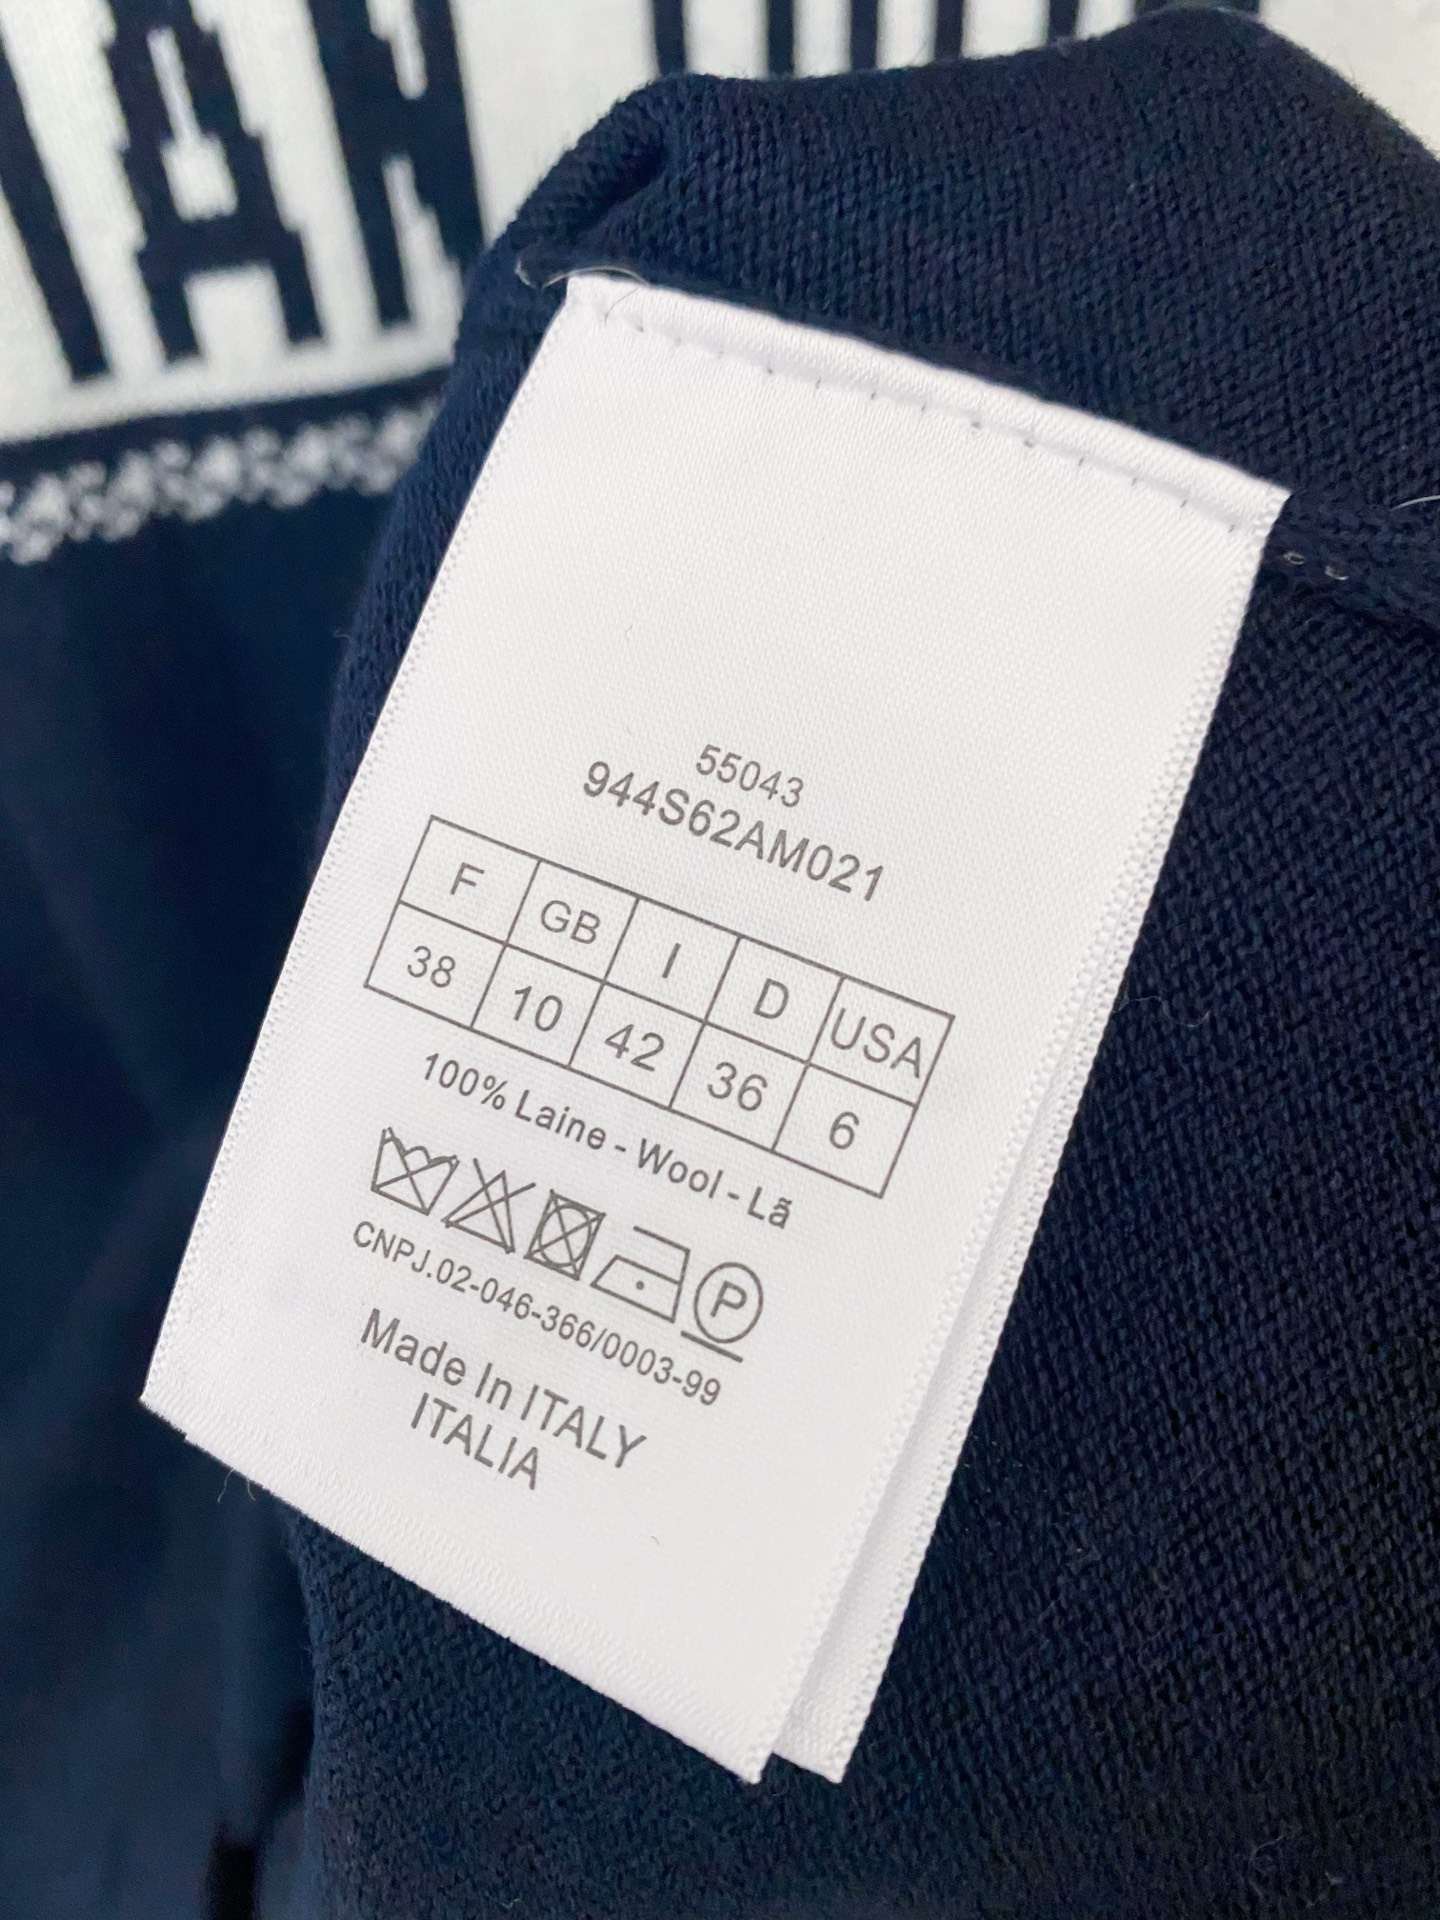 55043
944S62AM021
F GB I D USA
38 10 42 36 6
100% Laine - Wool - Lã
P
CNPJ.02-046-366/0003-99
Made In ITALY
ITALIA